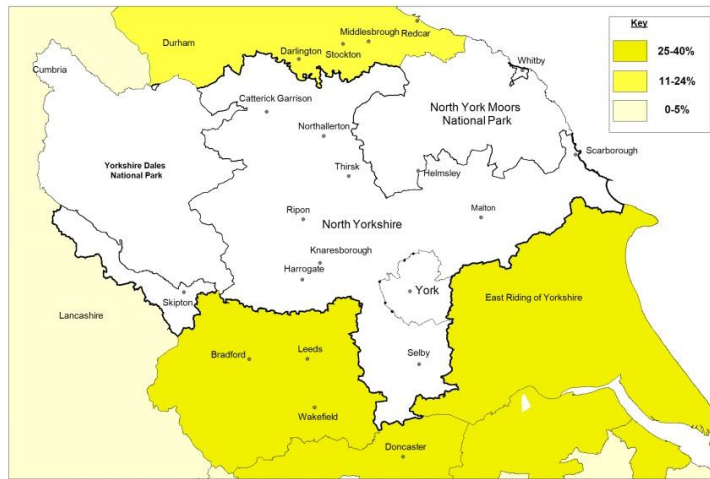 Key
25-40%
11-24%
0-5%
Middlesbrough
Redcar
Durham
Darlington
Stockton
Cumbria
Whitby
Catterick Garrison
North York Moors
National Park
Northallerton
Scarborough
Yorkshire Dales
National Park
Thirsk
Helmsley
Ripon
North Yorkshire
Malton
Knaresborough
Harrogate
York
Skipton
East Riding of Yorkshire
Lancashire
Bradford
Leeds
Selby
Wakefield
Doncaster